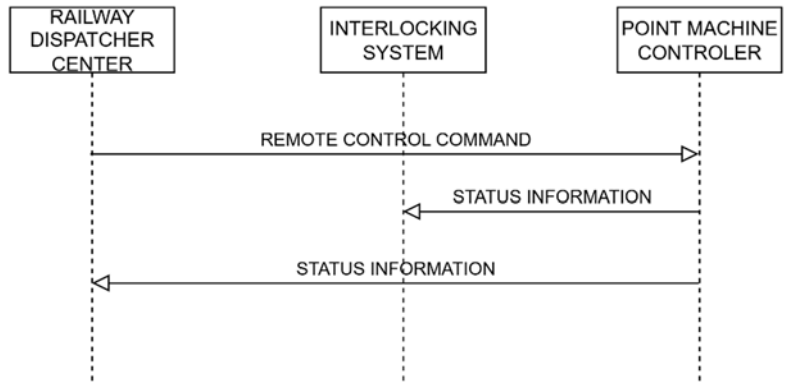 RAILWAY
DISPATCHER
CENTER
INTERLOCKING
SYSTEM
POINT MACHINE
CONTROLER
REMOTE CONTROL COMMAND
STATUS INFORMATION
STATUS INFORMATION